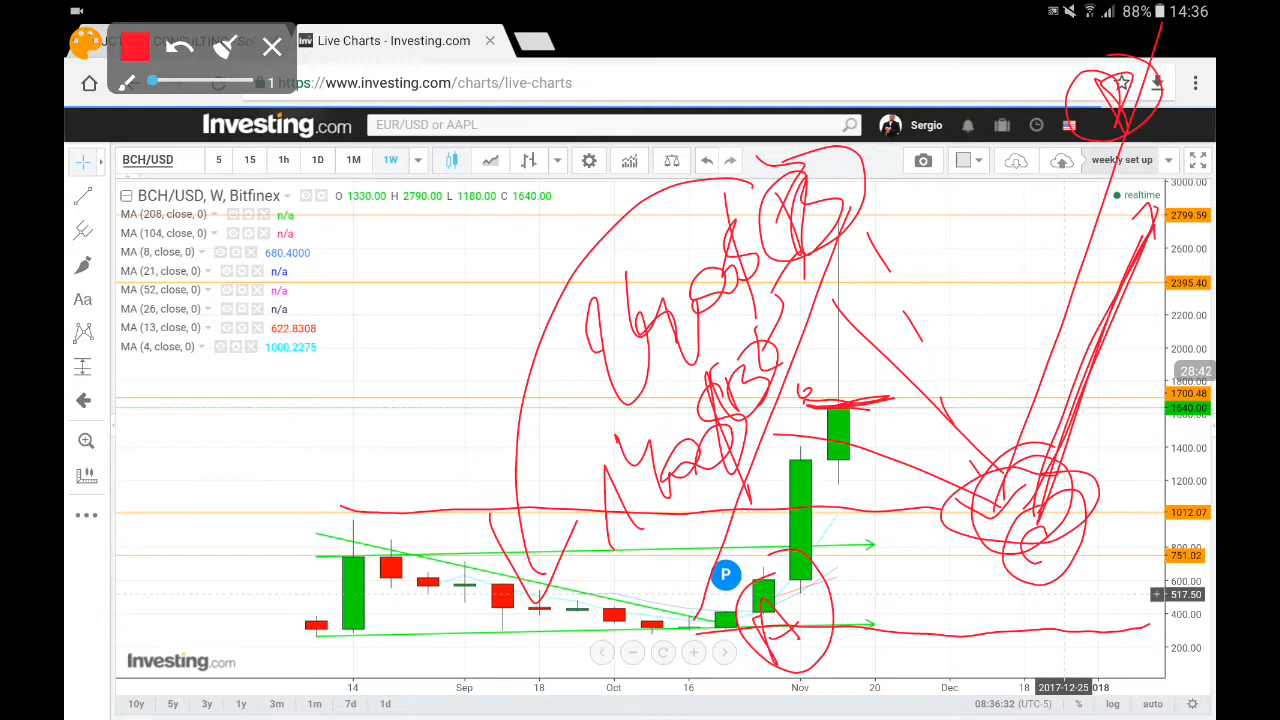 88% 14:36
Live Charts - Investing.com
1
https://www.investing.com/charts/live-charts
Investing.com EUR/USD or AAPL Sergio
BCH/USD 5 15 1h 1D 1M 1W weekly set up
BCH/USD, W, Bitfinex O 1330.00 H 2790.00 L 1180.00 C 1640.00
realtime
MA (208, close, 0) n/a
MA (104, close, 0) n/a
MA (8, close, 0) 680.4000
MA (21, close, 0) n/a
MA (52, close, 0) n/a
MA (26, close, 0) n/a
MA (13, close, 0) 622.8308
MA (4, close, 0) 1000.2275
Aa
3000.00
2799.59
2600.00
2395.40
2200.00
2000.00
28:42
1800.00
1700.48
1640.00
1400.00
1200.00
1012.07
800.00
751.02
600.00
517.50
400.00
200.00
P
Investing.com
14 Sep 18 Oct 16 Nov 20 Dec 18 2017-12-25 018
10y 5y 3y 1y 3m 1m 7d 1d 08:36:32 (UTC-5) % log auto